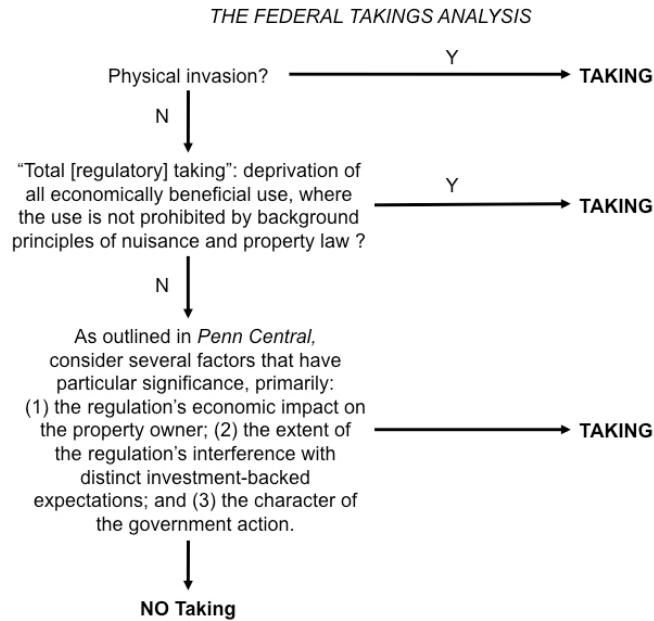 THE FEDERAL TAKINGS ANALYSIS
Physical invasion?
Y
TAKING
N
“Total [regulatory] taking”: deprivation of
all economically beneficial use, where
the use is not prohibited by background
principles of nuisance and property law ?
Y
TAKING
N
As outlined in Penn Central,
consider several factors that have
particular significance, primarily:
(1) the regulation’s economic impact on
the property owner; (2) the extent of
the regulation’s interference with
distinct investment-backed
expectations; and (3) the character of
the government action.
TAKING
NO Taking